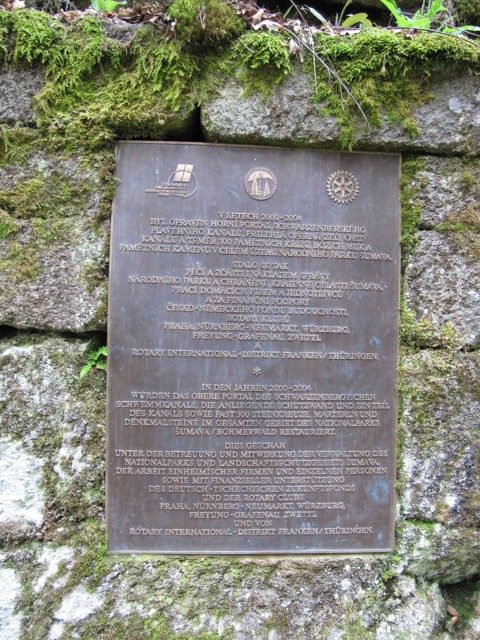 V LETECH 2000-2006
BYL OPRAVEN HORNÍ PORTÁL SCHWARZENBERSKÉHO
PLAVEBNÍHO KANÁLU, PŘILEHLÁ OPĚRNÁ ZEĎ, ČÁST
KANÁLU A TÉMĚŘ 300 PAMĚTNÍCH KŘÍŽŮ, BOŽÍCH MUK A
PAMĚTNÍCH KAMENŮ V CELÉM ÚZEMÍ NÁRODNÍHO PARKU ŠUMAVA.
STALO SE TAK
PÉČÍ A ZČÁSTI I NÁKLADEM SPRÁVY
NÁRODNÍHO PARKU A CHRÁNĚNÉ KRAJINNÉ OBLASTI ŠUMAVA,
PRACÍ DOMÁCÍCH FIREM A JEDNOTLIVCŮ
A ZA FINANČNÍ PODPORY
ČESKO-NĚMECKÉHO FONDU BUDOUCNOSTI,
ROTARY KLUBŮ
PRAHA, NÜRNBERG-NEUMARKT, WÜRZBURG,
FREYUNG-GRAFENAU, ZWETTL
A
ROTARY INTERNATIONAL-DISTRIKT FRANKEN/THÜRINGEN.
*
IN DEN JAHREN 2000-2006
WURDEN DAS OBERE PORTAL DES SCHWARZENBERGISCHEN
SCHWEMMKANALS, DIE ANLIEGENDE SCHUTZWAND UND EIN TEIL
DES KANALS SOWIE FAST 300 STEINKREUZE, MARTERLN UND
DENKMALSTEINE IM GESAMTEN GEBIET DES NATIONALPARKS
ŠUMAVA/BÖHMERWALD RESTAURIERT.
DIES GESCHAH
UNTER DER BETREUUNG UND MITWIRKUNG DER VERWALTUNG DES
NATIONALPARKS UND LANDSCHAFTSSCHUTZGEBIETS ŠUMAVA,
DER ARBEIT EINHEIMISCHER FIRMEN UND EINZELNEN PERSONEN
SOWIE MIT FINANZIELLER UNTERSTÜTZUNG
DES DEUTSCH-TSCHECHISCHEN ZUKUNFTSFONDS
UND DER ROTARY CLUBS
PRAHA, NÜRNBERG-NEUMARKT, WÜRZBURG,
FREYUNG-GRAFENAU, ZWETTL
UND VON
ROTARY INTERNATIONAL-DISTRIKT FRANKEN/THÜRINGEN.